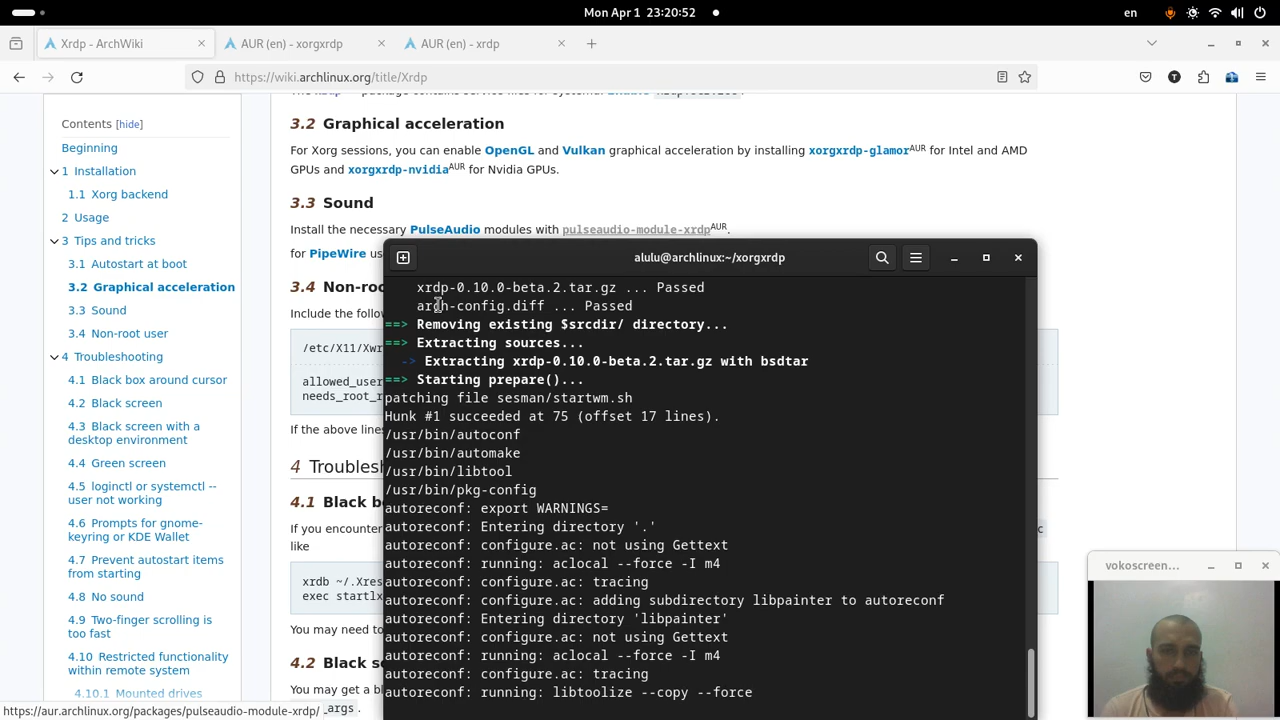 Mon Apr 1 23:20:52
en
Xrdp - ArchWiki
AUR (en) - xorgxrdp
AUR (en) - xrdp
https://wiki.archlinux.org/title/Xrdp
Contents [hide]
Beginning
1 Installation
1.1 Xorg backend
2 Usage
3 Tips and tricks
3.1 Autostart at boot
3.2 Graphical acceleration
3.3 Sound
3.4 Non-root user
4 Troubleshooting
4.1 Black box around cursor
4.2 Black screen
4.3 Black screen with a
desktop environment
4.4 Green screen
4.5 loginctl or systemctl --
user not working
4.6 Prompts for gnome-
keyring or KDE Wallet
4.7 Prevent autostart items
from starting
4.8 No sound
4.9 Two-finger scrolling is
too fast
4.10 Restricted functionality
within remote system
4.10.1 Mounted drives
https://aur.archlinux.org/packages/pulseaudio-module-xrdp/
3.2 Graphical acceleration
For Xorg sessions, you can enable OpenGL and Vulkan graphical acceleration by installing xorgxrdp-glamorAUR for Intel and AMD
GPUs and xorgxrdp-nvidiaAUR for Nvidia GPUs.
3.3 Sound
Install the necessary PulseAudio modules with pulseaudio-module-xrdpAUR.
for PipeWire us
3.4 Non-roo
Include the follow
/etc/X11/Xwr
allowed_user
needs_root_r
If the above lines
4 Troublesh
4.1 Black bo
If you encounter
like
xrdb ~/.Xres
exec startlx
You may need to
4.2 Black sc
You may get a bl
_args.
alulu@archlinux:~/xorgxrdp
xrdp-0.10.0-beta.2.tar.gz ... Passed
arch-config.diff ... Passed
==> Removing existing $srcdir/ directory...
==> Extracting sources...
-> Extracting xrdp-0.10.0-beta.2.tar.gz with bsdtar
==> Starting prepare()...
patching file sesman/startwm.sh
Hunk #1 succeeded at 75 (offset 17 lines).
/usr/bin/autoconf
/usr/bin/automake
/usr/bin/libtool
/usr/bin/pkg-config
autoreconf: export WARNINGS=
autoreconf: Entering directory '.'
autoreconf: configure.ac: not using Gettext
autoreconf: running: aclocal --force -I m4
autoreconf: configure.ac: tracing
autoreconf: configure.ac: adding subdirectory libpainter to autoreconf
autoreconf: Entering directory 'libpainter'
autoreconf: configure.ac: not using Gettext
autoreconf: running: aclocal --force -I m4
autoreconf: configure.ac: tracing
autoreconf: running: libtoolize --copy --force
vokoscreen...